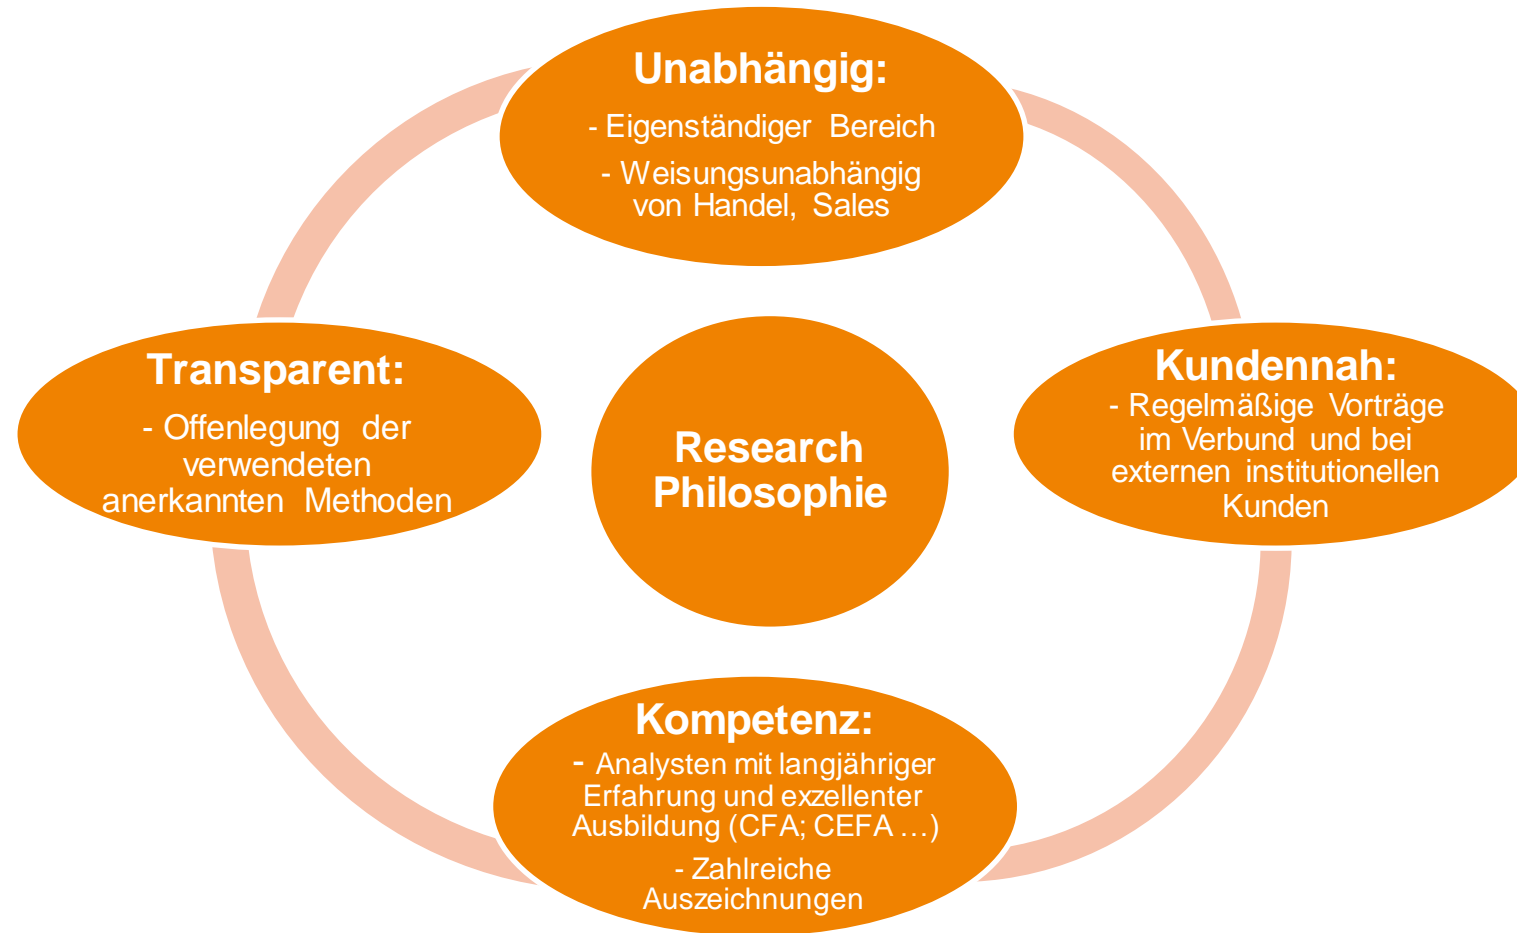 Unabhängig:
- Eigenständiger Bereich
- Weisungsunabhängig
von Handel, Sales
Transparent:
- Offenlegung der
verwendeten
anerkannten Methoden
Research
Philosophie
Kundennah:
- Regelmäßige Vorträge
im Verbund und bei
externen institutionellen
Kunden
Kompetenz:
- Analysten mit langjähriger
Erfahrung und exzellenter
Ausbildung (CFA; CEFA …)
- Zahlreiche
Auszeichnungen